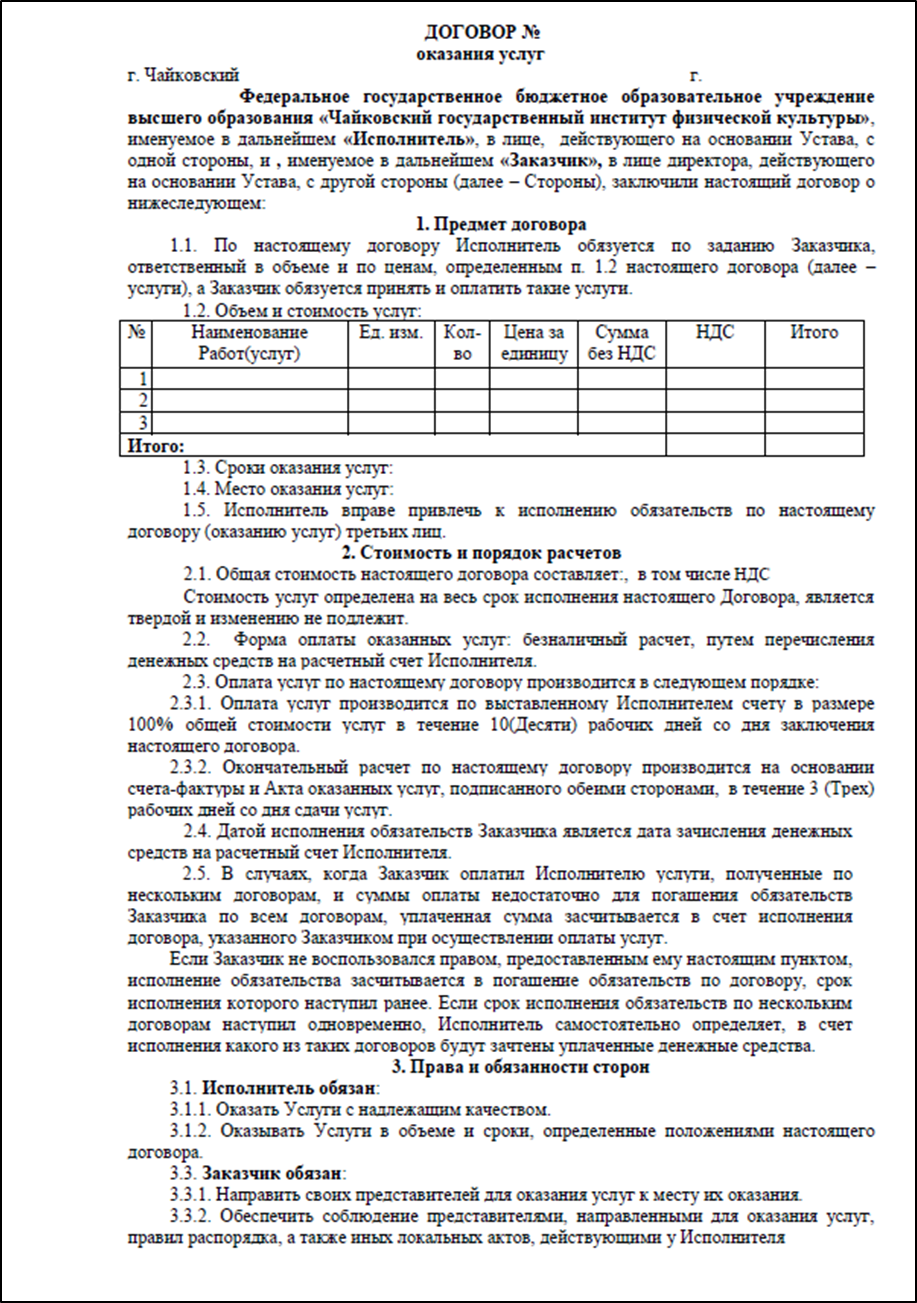 ДОГОВОР №
оказания услуг
г. Чайковский г.
Федеральное государственное бюджетное образовательное учреждение
высшего образования «Чайковский государственный институт физической культуры»,
именуемое в дальнейшем «Исполнитель», в лице, действующего на основании Устава, с
одной стороны, и , именуемое в дальнейшем «Заказчик», в лице директора, действующего
на основании Устава, с другой стороны (далее – Стороны), заключили настоящий договор о
нижеследующем:
1. Предмет договора
1.1. По настоящему договору Исполнитель обязуется по заданию Заказчика,
ответственный в объеме и по ценам, определенным п. 1.2 настоящего договора (далее –
услуги), а Заказчик обязуется принять и оплатить такие услуги.
1.2. Объем и стоимость услуг:
№ Наименование Ед. изм. Кол- Цена за Сумма НДС Итого
Работ(услуг) во единицу без НДС
1
2
3
Итого:
1.3. Сроки оказания услуг:
1.4. Место оказания услуг:
1.5. Исполнитель вправе привлечь к исполнению обязательств по настоящему
договору (оказанию услуг) третьих лиц.
2. Стоимость и порядок расчетов
2.1. Общая стоимость настоящего договора составляет:, в том числе НДС
Стоимость услуг определена на весь срок исполнения настоящего Договора, является
твердой и изменению не подлежит.
2.2. Форма оплаты оказанных услуг: безналичный расчет, путем перечисления
денежных средств на расчетный счет Исполнителя.
2.3. Оплата услуг по настоящему договору производится в следующем порядке:
2.3.1. Оплата услуг производится по выставленному Исполнителем счету в размере
100% общей стоимости услуг в течение 10(Десяти) рабочих дней со дня заключения
настоящего договора.
2.3.2. Окончательный расчет по настоящему договору производится на основании
счета-фактуры и Акта оказанных услуг, подписанного обеими сторонами, в течение 3 (Трех)
рабочих дней со дня сдачи услуг.
2.4. Датой исполнения обязательств Заказчика является дата зачисления денежных
средств на расчетный счет Исполнителя.
2.5. В случаях, когда Заказчик оплатил Исполнителю услуги, полученные по
нескольким договорам, и суммы оплаты недостаточно для погашения обязательств
Заказчика по всем договорам, уплаченная сумма засчитывается в счет исполнения
договора, указанного Заказчиком при осуществлении оплаты услуг.
Если Заказчик не воспользовался правом, предоставленным ему настоящим пунктом,
исполнение обязательства засчитывается в погашение обязательств по договору, срок
исполнения которого наступил ранее. Если срок исполнения обязательств по нескольким
договорам наступил одновременно, Исполнитель самостоятельно определяет, в счет
исполнения какого из таких договоров будут зачтены уплаченные денежные средства.
3. Права и обязанности сторон
3.1. Исполнитель обязан:
3.1.1. Оказать Услуги с надлежащим качеством.
3.1.2. Оказывать Услуги в объеме и сроки, определенные положениями настоящего
договора.
3.3. Заказчик обязан:
3.3.1. Направить своих представителей для оказания услуг к месту их оказания.
3.3.2. Обеспечить соблюдение представителями, направленными для оказания услуг,
правил распорядка, а также иных локальных актов, действующими у Исполнителя